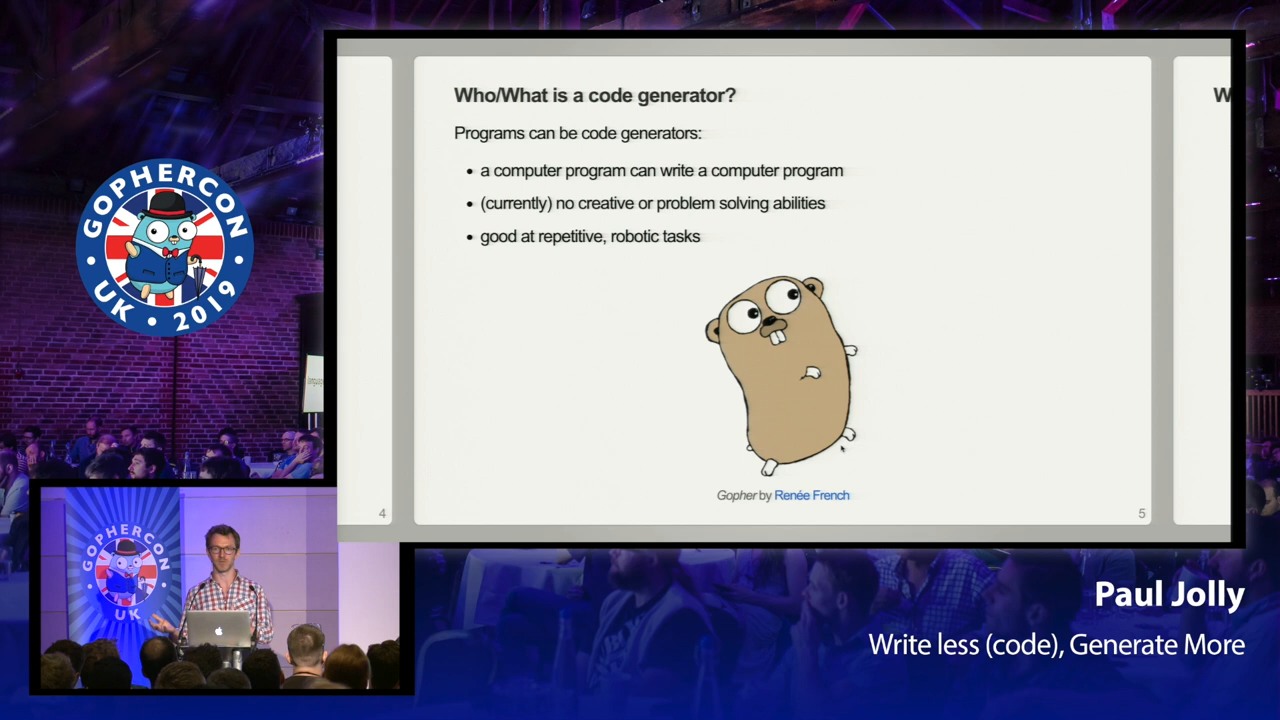 Who/What is a code generator?
W
Programs can be code generators:
• a computer program can write a computer program
• (currently) no creative or problem solving abilities
• good at repetitive, robotic tasks
Gopher by Renée French
4
5
GOPHERCON
UK • 2019
GOPHERCON
UK
Paul Jolly
Write less (code), Generate More